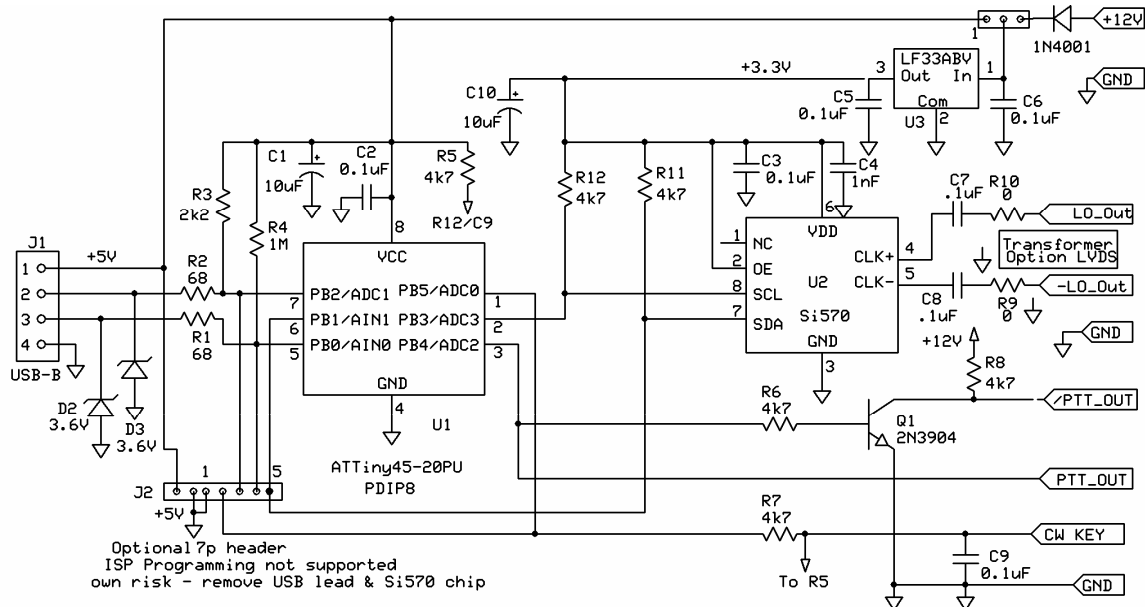 +12V
1
1N4001
LF33ABV
+3.3V
3
Out
In
1
GND
C10
10uF
C5
0.1uF
Com
2
U3
C6
0.1uF
C1
10uF
C2
0.1uF
R5
4k7
R12/C9
R3
2k2
R4
1M
R12
4k7
R11
4k7
C3
0.1uF
C4
1nF
C7
.1uF
R10
0
LO_Out
J1
+5V
1
2
3
4
USB-B
R2
68
R1
68
D2
3.6V
D3
3.6V
8
VCC
7
PB2/ADC1
PB5/ADC0
1
6
PB1/AIN1
PB3/ADC3
2
5
PB0/AIN0
PB4/ADC2
3
GND
4
U1
ATTiny45-20PU
PDIP8
6
VDD
1
NC
2
OE
8
SCL
7
SDA
U2
Si570
CLK+
4
CLK-
5
GND
3
Transformer
Option LVDS
C8
.1uF
R9
0
-LO_Out
GND
+12V
R8
4k7
/PTT_OUT
R6
4k7
Q1
2N3904
PTT_OUT
J2
1
5
+5V
R7
4k7
To R5
CW KEY
C9
0.1uF
GND
Optional 7p header
ISP Programming not supported
own risk - remove USB lead & Si570 chip